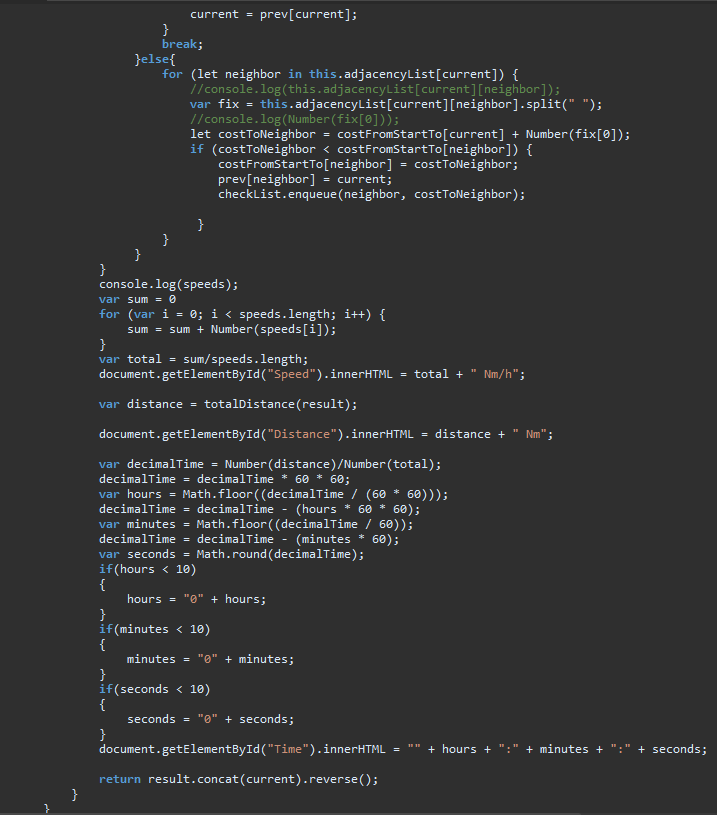 current = prev[current];
}
break;
}else{
for (let neighbor in this.adjacencyList[current]) {
//console.log(this.adjacencyList[current][neighbor]);
var fix = this.adjacencyList[current][neighbor].split(" ");
//console.log(Number(fix[0]));
let costToNeighbor = costFromStartTo[current] + Number(fix[0]);
if (costToNeighbor < costFromStartTo[neighbor]) {
costFromStartTo[neighbor] = costToNeighbor;
prev[neighbor] = current;
checkList.enqueue(neighbor, costToNeighbor);
}
}
}
}
console.log(speeds);
var sum = 0
for (var i = 0; i < speeds.length; i++) {
sum = sum + Number(speeds[i]);
}
var total = sum/speeds.length;
document.getElementById("Speed").innerHTML = total + " Nm/h";
var distance = totalDistance(result);
document.getElementById("Distance").innerHTML = distance + " Nm";
var decimalTime = Number(distance)/Number(total);
decimalTime = decimalTime * 60 * 60;
var hours = Math.floor((decimalTime / (60 * 60)));
decimalTime = decimalTime - (hours * 60 * 60);
var minutes = Math.floor((decimalTime / 60));
decimalTime = decimalTime - (minutes * 60);
var seconds = Math.round(decimalTime);
if(hours < 10)
{
hours = "0" + hours;
}
if(minutes < 10)
{
minutes = "0" + minutes;
}
if(seconds < 10)
{
seconds = "0" + seconds;
}
document.getElementById("Time").innerHTML = "" + hours + ":" + minutes + ":" + seconds;
return result.concat(current).reverse();
}
}